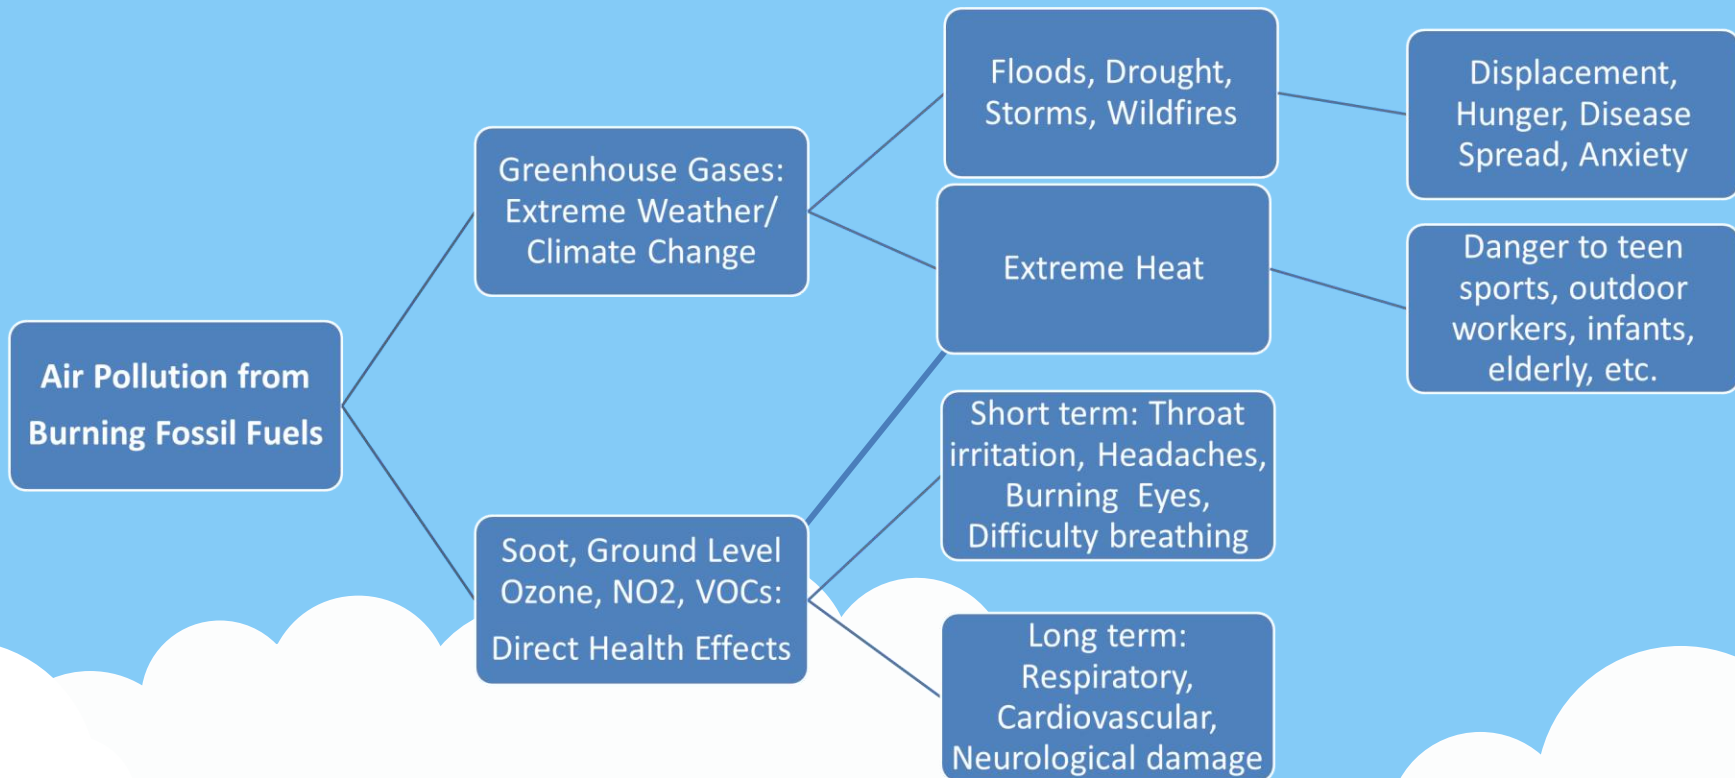 Air Pollution from
Burning Fossil Fuels
Greenhouse Gases:
Extreme Weather/
Climate Change
Soot, Ground Level
Ozone, NO2, VOCs:
Direct Health Effects
Floods, Drought,
Storms, Wildfires
Extreme Heat
Short term: Throat
irritation, Headaches,
Burning Eyes,
Difficulty breathing
Long term:
Respiratory,
Cardiovascular,
Neurological damage
Displacement,
Hunger, Disease
Spread, Anxiety
Danger to teen
sports, outdoor
workers, infants,
elderly, etc.